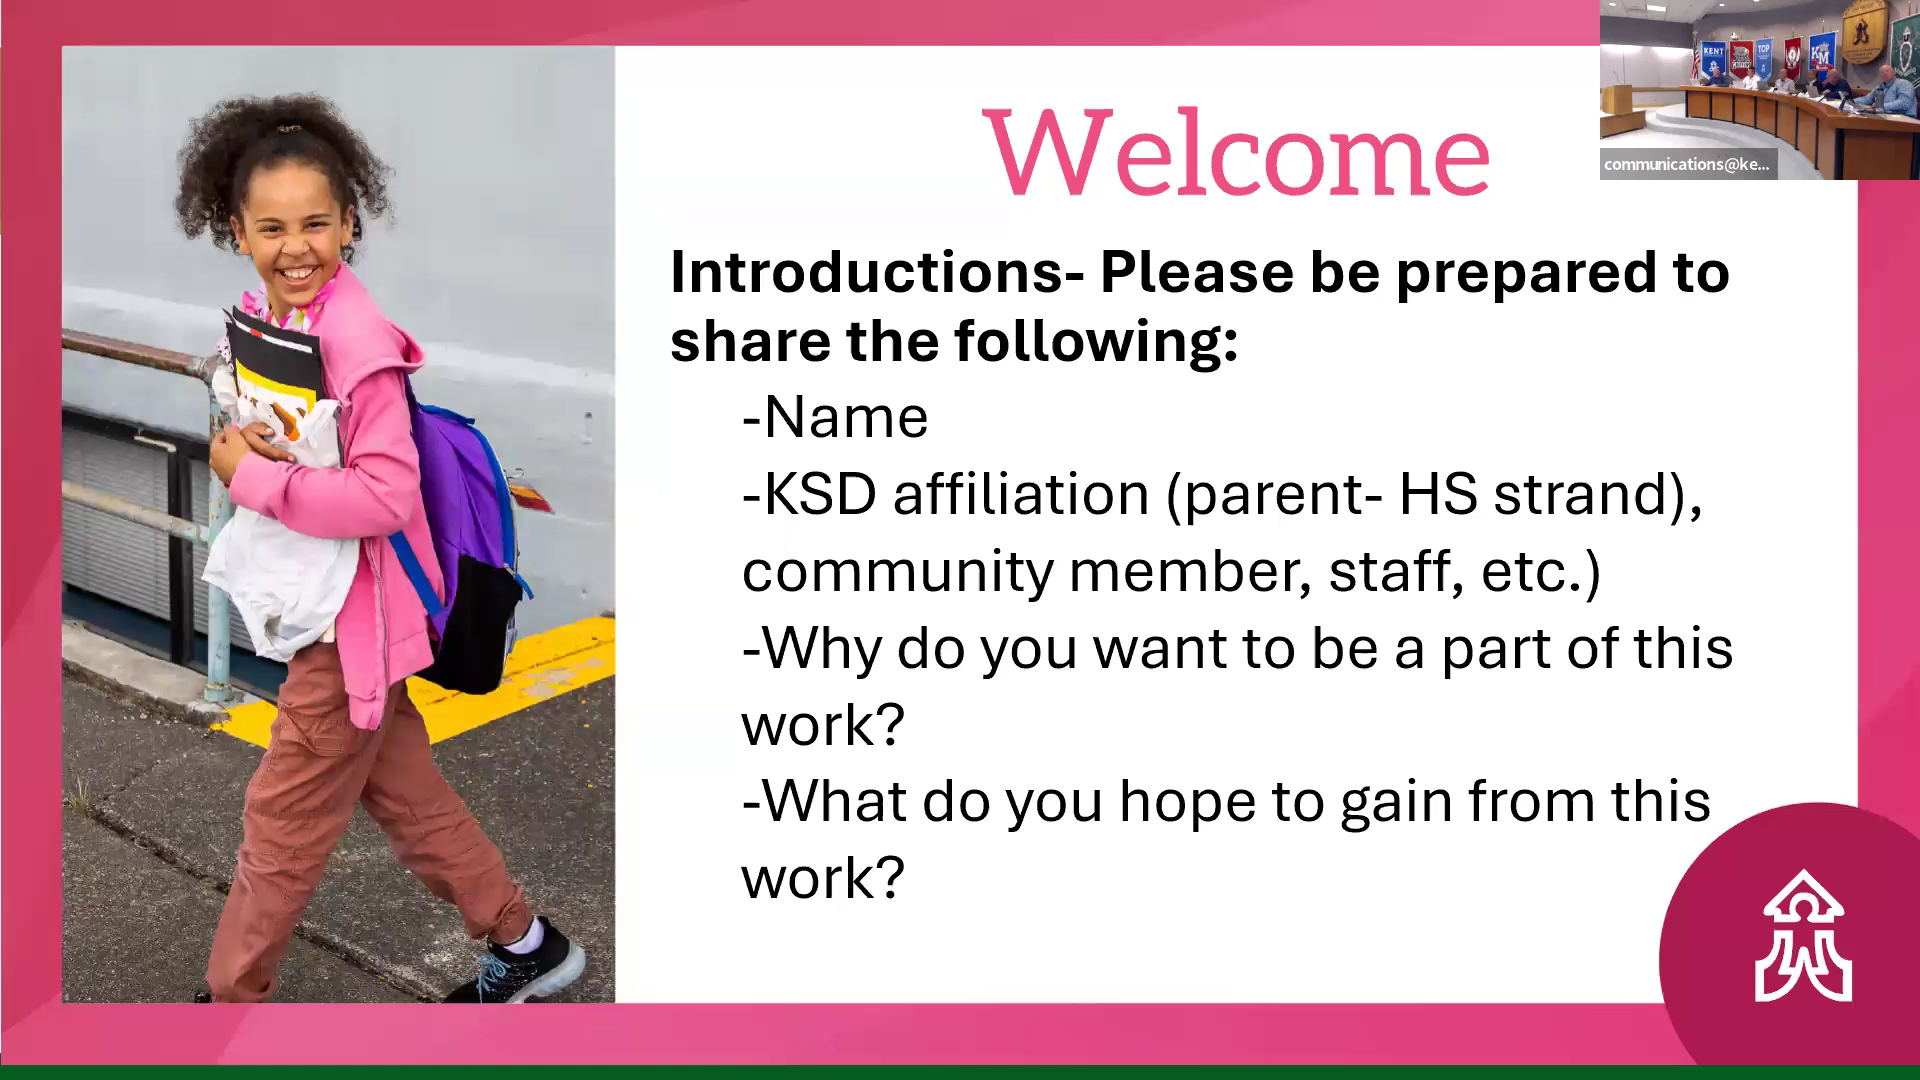 Welcome
Introductions- Please be prepared to
share the following:
-Name
-KSD affiliation (parent- HS strand),
community member, staff, etc.)
-Why do you want to be a part of this
work?
-What do you hope to gain from this
work?
KENT
TOP
KM
communications@ke...